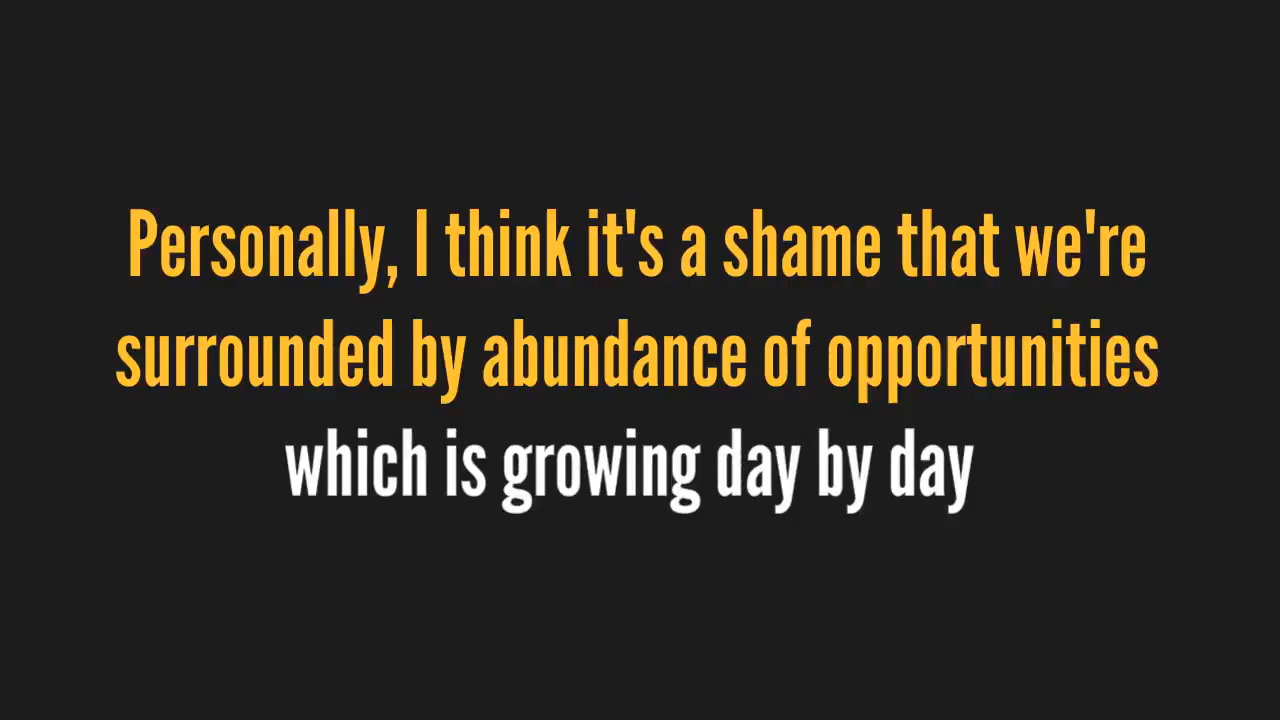 Personally, I think it's a shame that we're
surrounded by abundance of opportunities
which is growing day by day